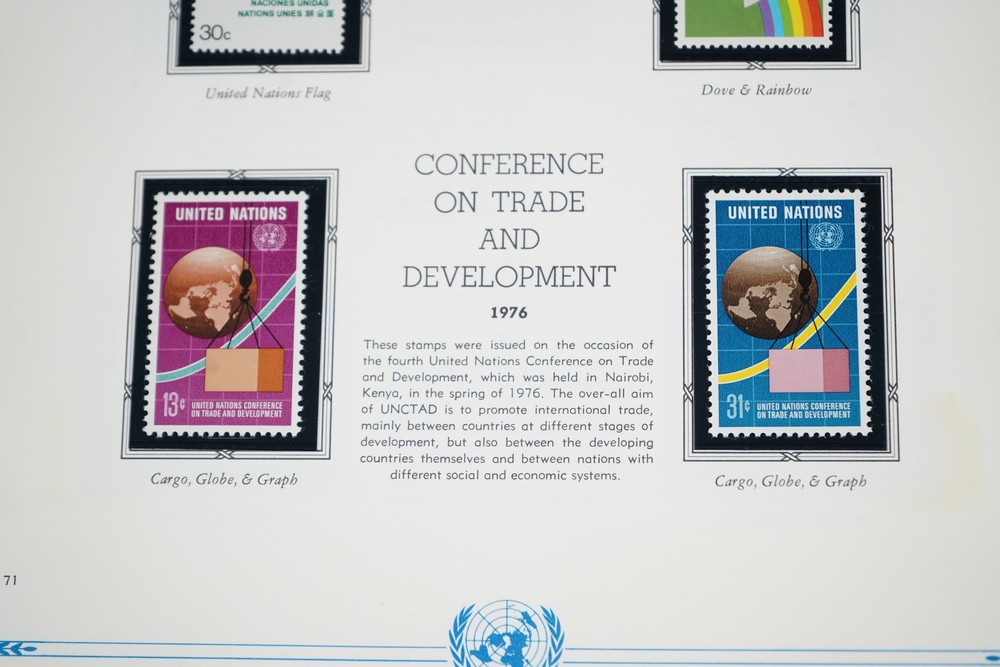 NACIONES UNIDAS
NATIONS UNIES
30c
United Nations Flag
Dove & Rainbow
CONFERENCE
ON TRADE
AND
DEVELOPMENT
1976
These stamps were issued on the occasion of
the fourth United Nations Conference on Trade
and Development, which was held in Nairobi,
Kenya, in the spring of 1976. The over-all aim
of UNCTAD is to promote international trade,
mainly between countries at different stages of
development, but also between the developing
countries themselves and between nations with
different social and economic systems.
UNITED NATIONS
13¢
UNITED NATIONS CONFERENCE
ON TRADE AND DEVELOPMENT
Cargo, Globe, & Graph
UNITED NATIONS
31¢
UNITED NATIONS CONFERENCE
ON TRADE AND DEVELOPMENT
Cargo, Globe, & Graph
71